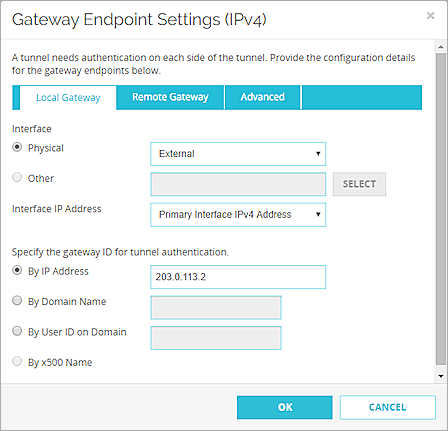 Gateway Endpoint Settings (IPv4)
×
A tunnel needs authentication on each side of the tunnel. Provide the configuration details
for the gateway endpoints below.
Local Gateway
Remote Gateway
Advanced
Interface
Physical
External
Other
SELECT
Interface IP Address
Primary Interface IPv4 Address
Specify the gateway ID for tunnel authentication.
By IP Address
203.0.113.2
By Domain Name
By User ID on Domain
By x500 Name
OK
CANCEL